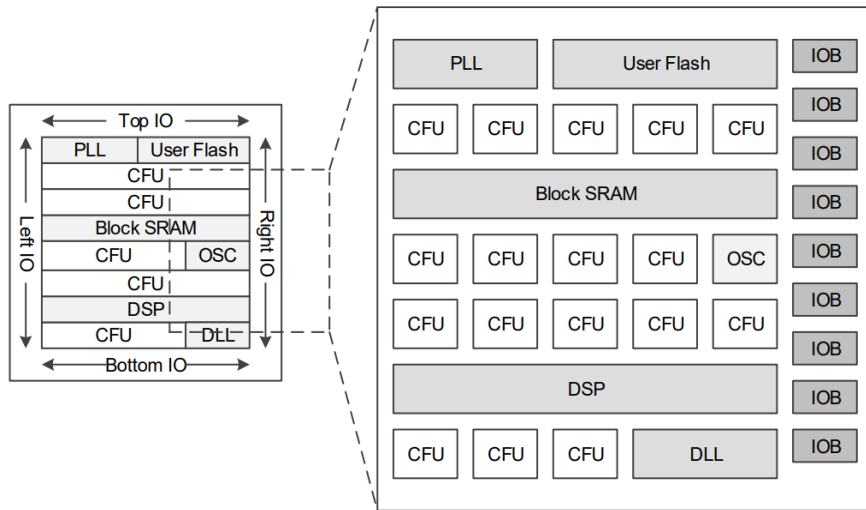 Top IO
Left IO
Right IO
PLL User Flash
CFU
CFU
Block SRAM
CFU OSC
CFU
DSP
CFU DLL
Bottom IO
PLL User Flash IOB
IOB
CFU CFU CFU CFU CFU
IOB
Block SRAM IOB
IOB
CFU CFU CFU CFU OSC
IOB
CFU CFU CFU CFU CFU
IOB
DSP IOB
CFU CFU CFU DLL IOB